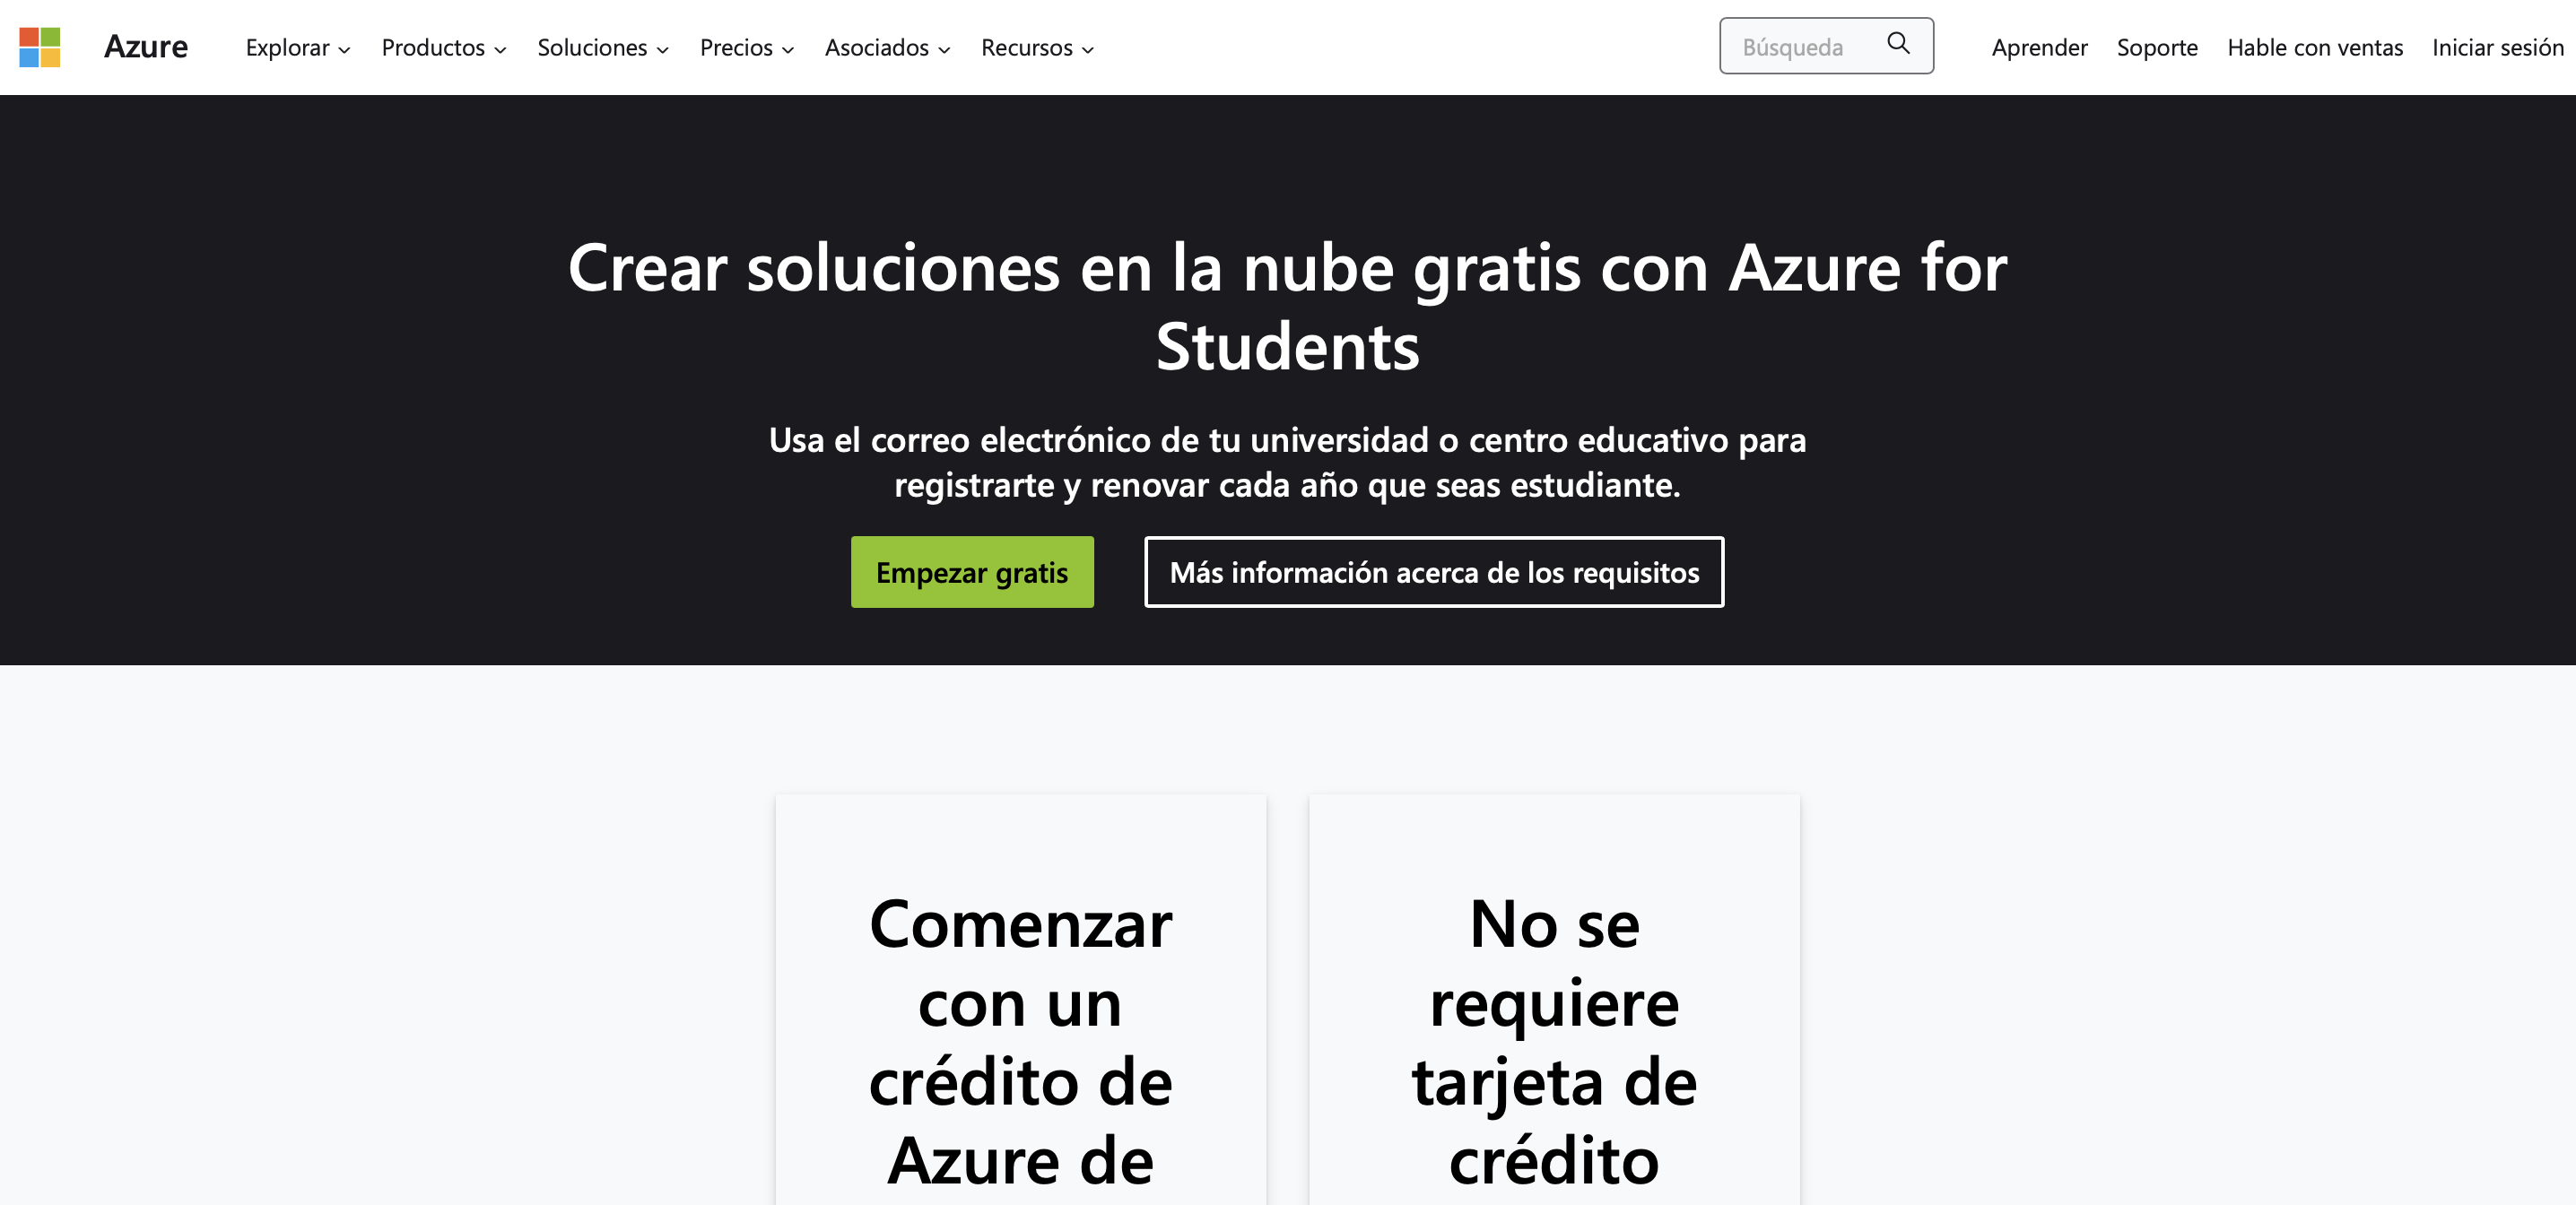 Azure Explorar Productos Soluciones Precios Asociados Recursos Búsqueda Aprender Soporte Hable con ventas Iniciar sesión
Crear soluciones en la nube gratis con Azure for
Students
Usa el correo electrónico de tu universidad o centro educativo para
registrarte y renovar cada año que seas estudiante.
Empezar gratis Más información acerca de los requisitos
Comenzar
con un
crédito de
Azure de
No se
requiere
tarjeta de
crédito